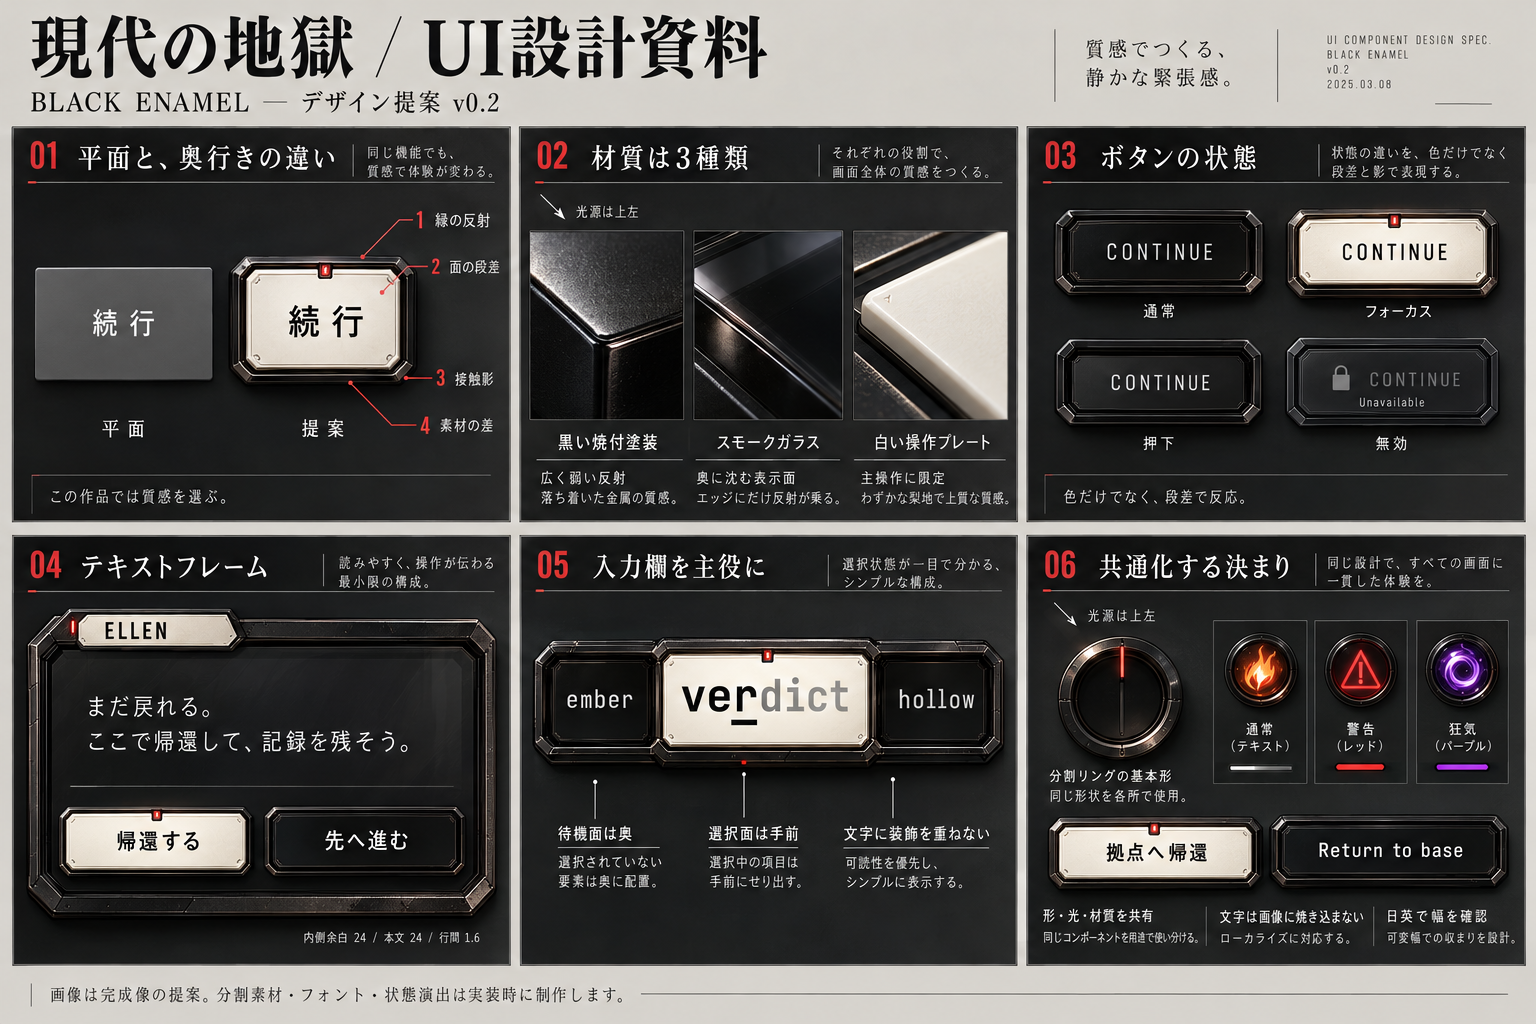 現代の地獄 / UI設計資料
BLACK ENAMEL — デザイン提案 v0.2
質感でつくる、
静かな緊張感。
UI COMPONENT DESIGN SPEC.
BLACK ENAMEL
v0.2
2025.03.08
01 平面と、奥行きの違い
同じ機能でも、
質感で体験が変わる。
続行
平面
続行
提案
1 縁の反射
2 面の段差
3 接触影
4 素材の差
この作品では質感を選ぶ。
02 材質は3種類
それぞれの役割で、
画面全体の質感をつくる。
光源は上左
黒い焼付塗装
広く弱い反射
落ち着いた金属の質感。
スモークガラス
奥に沈む表示面
エッジにだけ反射が乗る。
白い操作プレート
主操作に限定
わずかな梨地で上質な質感。
03 ボタンの状態
状態の違いを、色だけでなく
段差と影で表現する。
CONTINUE
通常
CONTINUE
フォーカス
CONTINUE
押下
CONTINUE
Unavailable
無効
色だけでなく、段差で反応。
04 テキストフレーム
読みやすく、操作が伝わる
最小限の構成。
ELLEN
まだ戻れる。
ここで帰還して、記録を残そう。
帰還する
先へ進む
内側余白 24 / 本文 24 / 行間 1.6
05 入力欄を主役に
選択状態が一目で分かる、
シンプルな構成。
ember
verdict
hollow
待機面は奥
選択されていない
要素は奥に配置。
選択面は手前
選択中の項目は
手前にせり出す。
文字に装飾を重ねない
可読性を優先し、
シンプルに表示する。
06 共通化する決まり
同じ設計で、すべての画面に
一貫した体験を。
光源は上左
分割リングの基本形
同じ形状を各所で使用。
通常
(テキスト)
警告
(レッド)
狂気
(パープル)
拠点へ帰還
Return to base
形・光・材質を共有
同じコンポーネントを用途で使い分ける。
文字は画像に焼き込まない
ローカライズに対応する。
日英で幅を確認
可変幅での収まりを設計。
画像は完成像の提案。分割素材・フォント・状態演出は実装時に制作します。